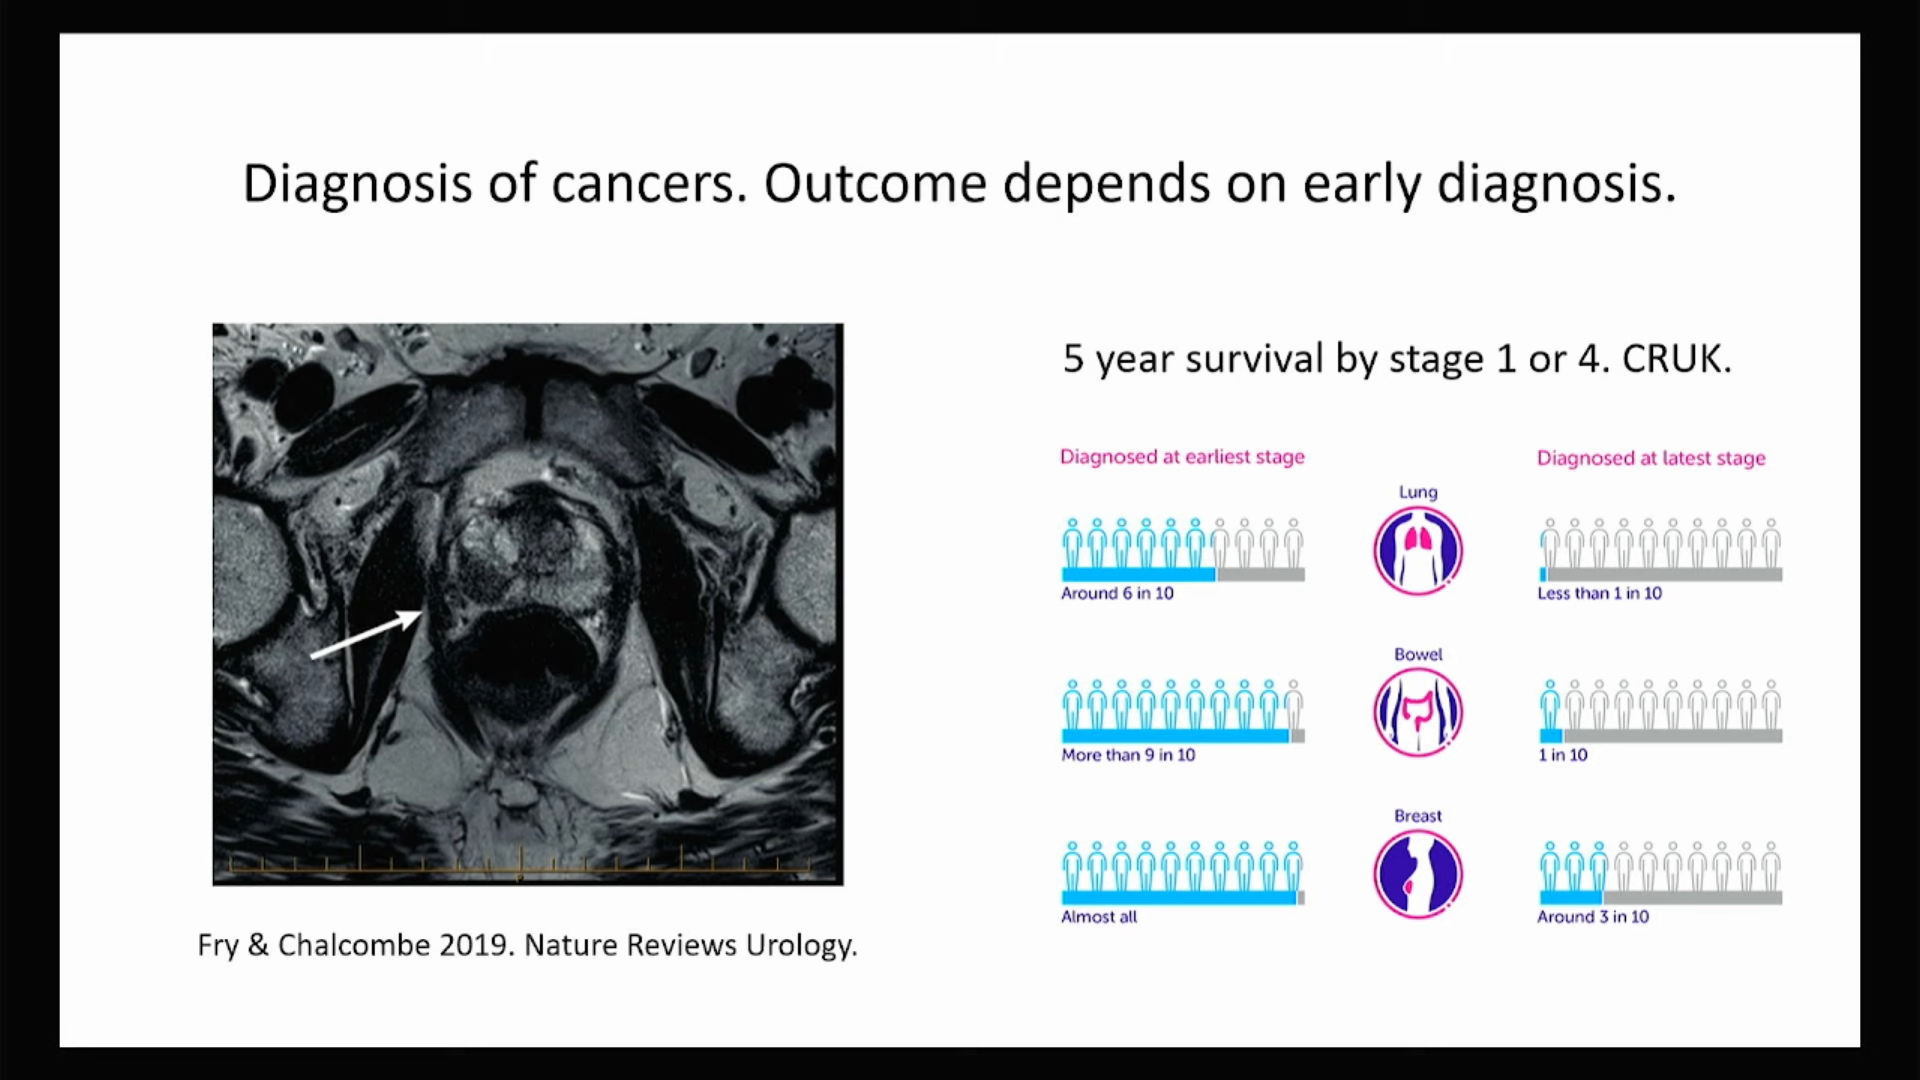 Diagnosis of cancers. Outcome depends on early diagnosis.
5 year survival by stage 1 or 4. CRUK.
Diagnosed at earliest stage
Diagnosed at latest stage
Lung
Around 6 in 10
Less than 1 in 10
Bowel
More than 9 in 10
1 in 10
Breast
Almost all
Around 3 in 10
Fry & Chalcombe 2019. Nature Reviews Urology.